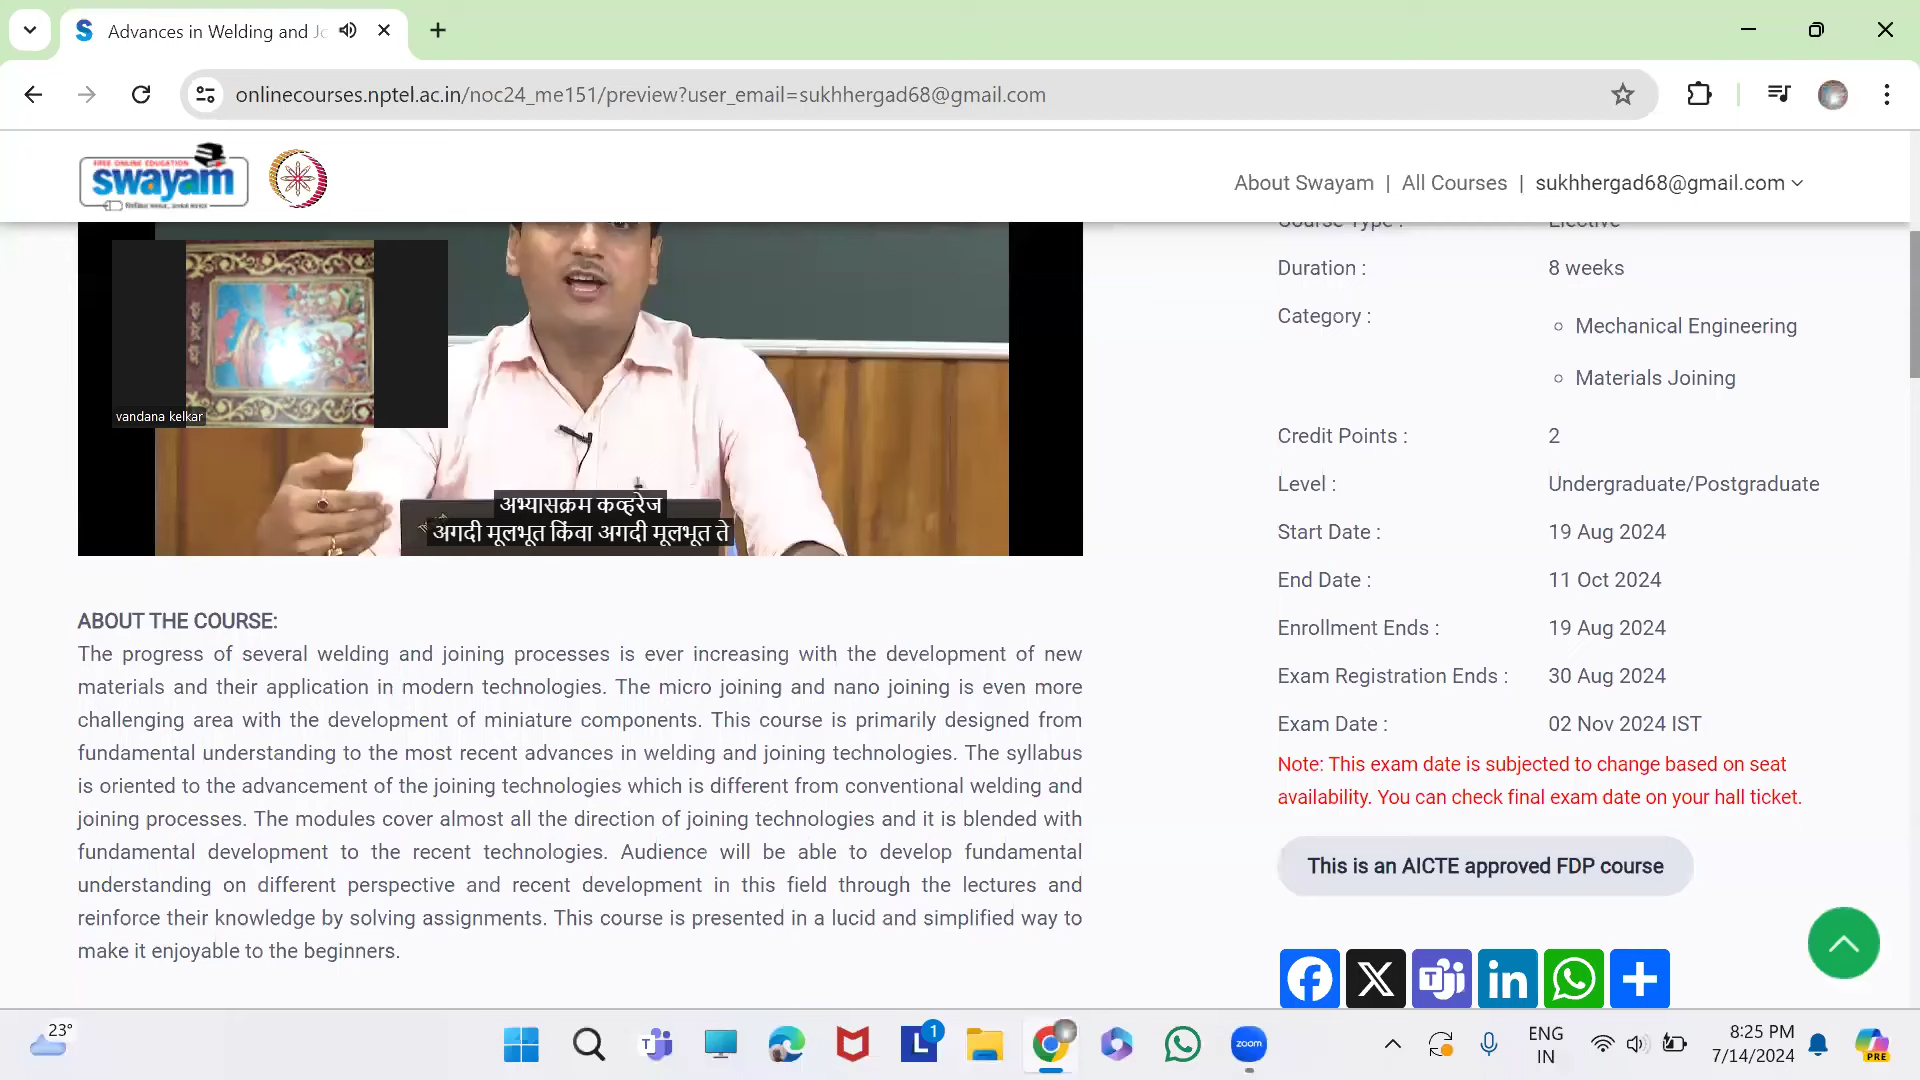 Advances in Welding and Jo
onlinecourses.nptel.ac.in/noc24_me151/preview?user_email=sukhhergad68@gmail.com
FREE ONLINE EDUCATION
swayam
About Swayam | All Courses | sukhhergad68@gmail.com
Course Type : Elective
Duration : 8 weeks
Category :
Mechanical Engineering
Materials Joining
vandana kelkar
Credit Points : 2
Level : Undergraduate/Postgraduate
अभ्यासक्रम कव्हरेज
अगदी मूलभूत किंवा अगदी मूलभूत ते
Start Date : 19 Aug 2024
End Date : 11 Oct 2024
Enrollment Ends : 19 Aug 2024
Exam Registration Ends : 30 Aug 2024
Exam Date : 02 Nov 2024 IST
Note: This exam date is subjected to change based on seat
availability. You can check final exam date on your hall ticket.
This is an AICTE approved FDP course
ABOUT THE COURSE:
The progress of several welding and joining processes is ever increasing with the development of new
materials and their application in modern technologies. The micro joining and nano joining is even more
challenging area with the development of miniature components. This course is primarily designed from
fundamental understanding to the most recent advances in welding and joining technologies. The syllabus
is oriented to the advancement of the joining technologies which is different from conventional welding and
joining processes. The modules cover almost all the direction of joining technologies and it is blended with
fundamental development to the recent technologies. Audience will be able to develop fundamental
understanding on different perspective and recent development in this field through the lectures and
reinforce their knowledge by solving assignments. This course is presented in a lucid and simplified way to
make it enjoyable to the beginners.
23°
1
zoom
ENG
IN
8:25 PM
7/14/2024
PRE